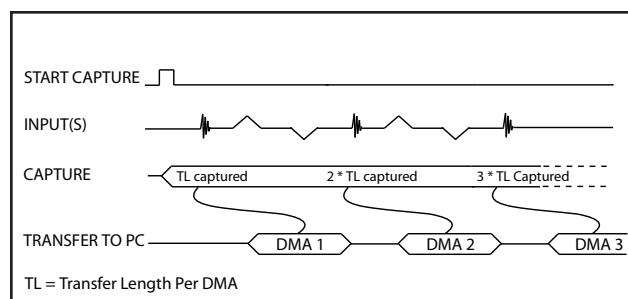 START CAPTURE
INPUT(S)
CAPTURE
TL captured
2 * TL captured
3 * TL Captured
TRANSFER TO PC
DMA 1
DMA 2
DMA 3
TL = Transfer Length Per DMA